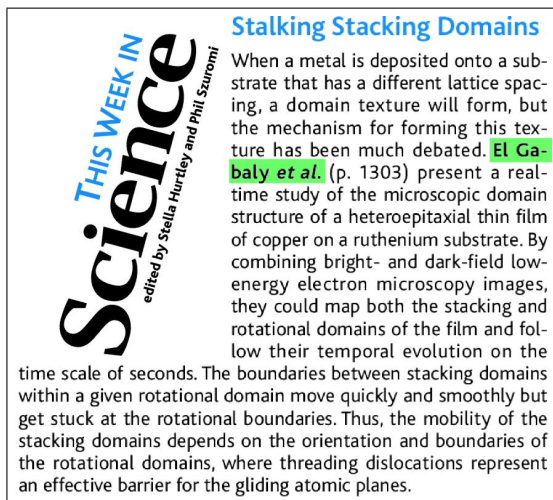 THIS WEEK IN
Science
edited by Stella Hurtley and Phil Szuromi
Stalking Stacking Domains
When a metal is deposited onto a sub-
strate that has a different lattice spac-
ing, a domain texture will form, but
the mechanism for forming this tex-
ture has been much debated. El Ga-
baly et al. (p. 1303) present a real-
time study of the microscopic domain
structure of a heteroepitaxial thin film
of copper on a ruthenium substrate. By
combining bright- and dark-field low-
energy electron microscopy images,
they could map both the stacking and
rotational domains of the film and fol-
low their temporal evolution on the
time scale of seconds. The boundaries between stacking domains
within a given rotational domain move quickly and smoothly but
get stuck at the rotational boundaries. Thus, the mobility of the
stacking domains depends on the orientation and boundaries of
the rotational domains, where threading dislocations represent
an effective barrier for the gliding atomic planes.